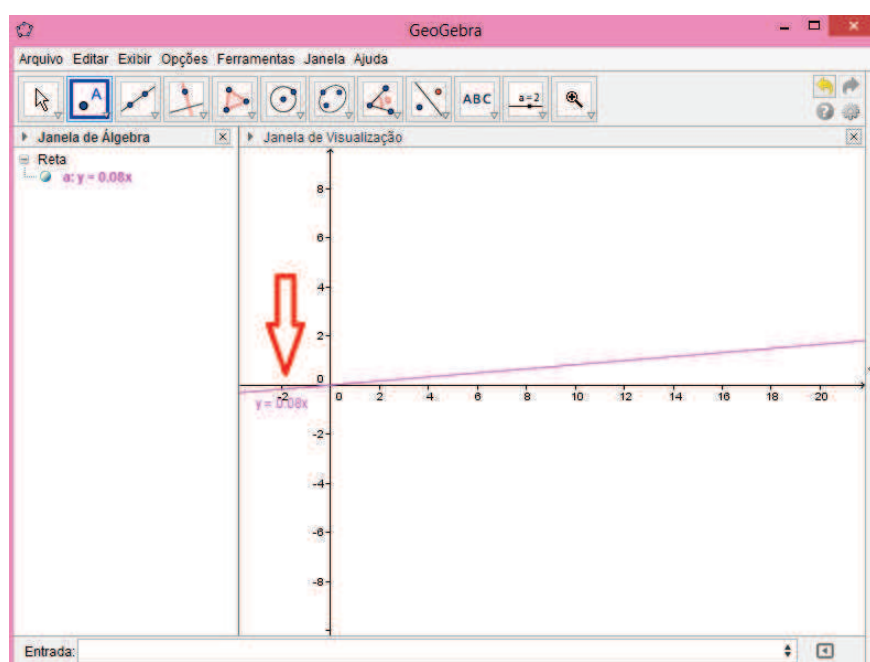 GeoGebra
Arquivo Editar Exibir Opções Ferramentas Janela Ajuda
A
ABC
a=2
Janela de Álgebra
Janela de Visualização
Reta
a: y = 0.08x
8
6
4
2
0
-2 0 2 4 6 8 10 12 14 16 18 20
y = 0.08x
-2
-4
-6
-8
Entrada: